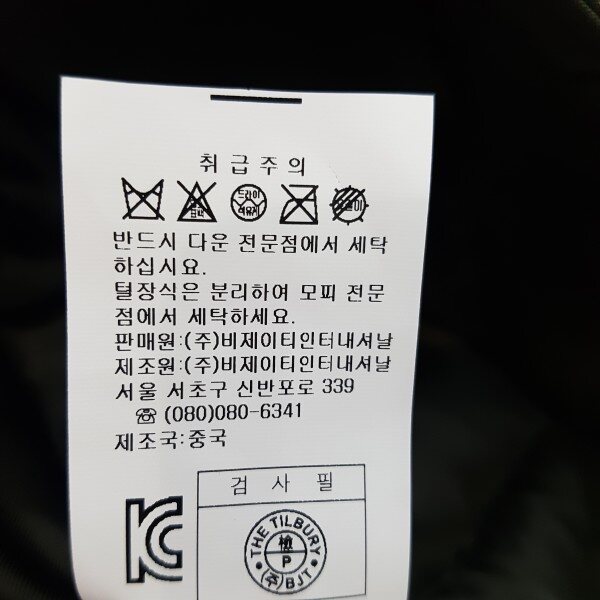 취급주의
드라이
석유계
반드시 다운 전문점에서 세탁
하십시요.
털장식은 분리하여 모피 전문
점에서 세탁하세요.
판매원:(주)비제이티인터내셔날
제조원:(주)비제이티인터내셔날
서울 서초구 신반포로 339
☏ (080)080-6341
제조국:중국
검사필
THE TILBURY
檢
P
(주)BJT